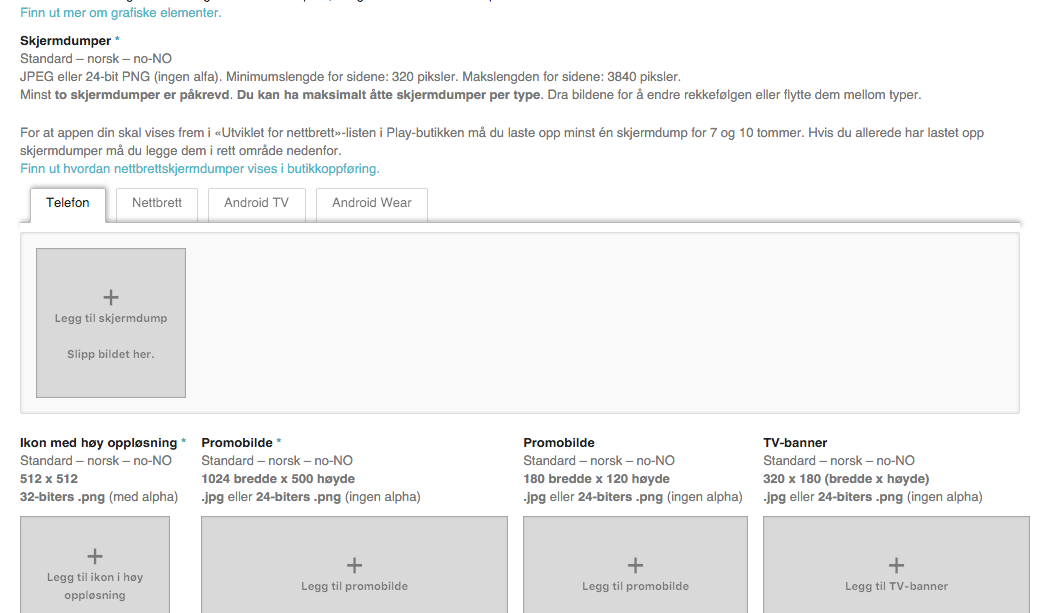 Finn ut mer om grafiske elementer.
Skjermdumper *
Standard – norsk – no-NO
JPEG eller 24-bit PNG (ingen alfa). Minimumslengde for sidene: 320 piksler. Makslengden for sidene: 3840 piksler.
Minst to skjermdumper er påkrevd. Du kan ha maksimalt åtte skjermdumper per type. Dra bildene for å endre rekkefølgen eller flytte dem mellom typer.
For at appen din skal vises frem i «Utviklet for nettbrett»-listen i Play-butikken må du laste opp minst én skjermdump for 7 og 10 tommer. Hvis du allerede har lastet opp
skjermdumper må du legge dem i rett område nedenfor.
Finn ut hvordan nettbrettskjermdumper vises i butikkoppføring.
Telefon Nettbrett Android TV Android Wear
Legg til skjermdump
Slipp bildet her.
Ikon med høy oppløsning *
Standard – norsk – no-NO
512 x 512
32-biters .png (med alpha)
Legg til ikon i høy
oppløsning
Promobilde *
Standard – norsk – no-NO
1024 bredde x 500 høyde
.jpg eller 24-biters .png (ingen alpha)
Legg til promobilde
Promobilde
Standard – norsk – no-NO
180 bredde x 120 høyde
.jpg eller 24-biters .png (ingen alpha)
Legg til promobilde
TV-banner
Standard – norsk – no-NO
320 x 180 (bredde x høyde)
.jpg eller 24-biters .png (ingen alpha)
Legg til TV-banner